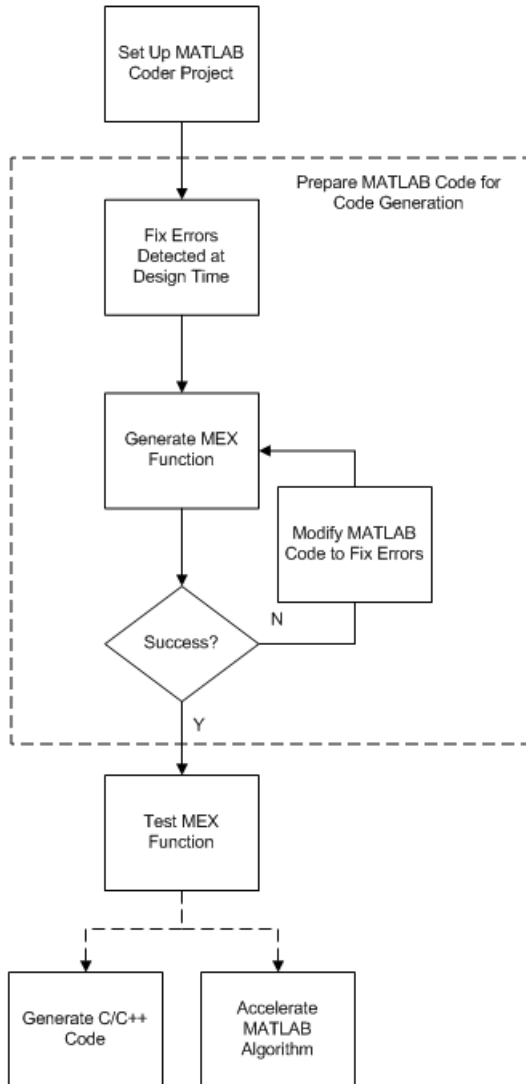 Set Up MATLAB
Coder Project
Prepare MATLAB Code for
Code Generation
Fix Errors
Detected at
Design Time
Generate MEX
Function
Modify MATLAB
Code to Fix Errors
Success?
N
Y
Test MEX
Function
Generate C/C++
Code
Accelerate
MATLAB
Algorithm